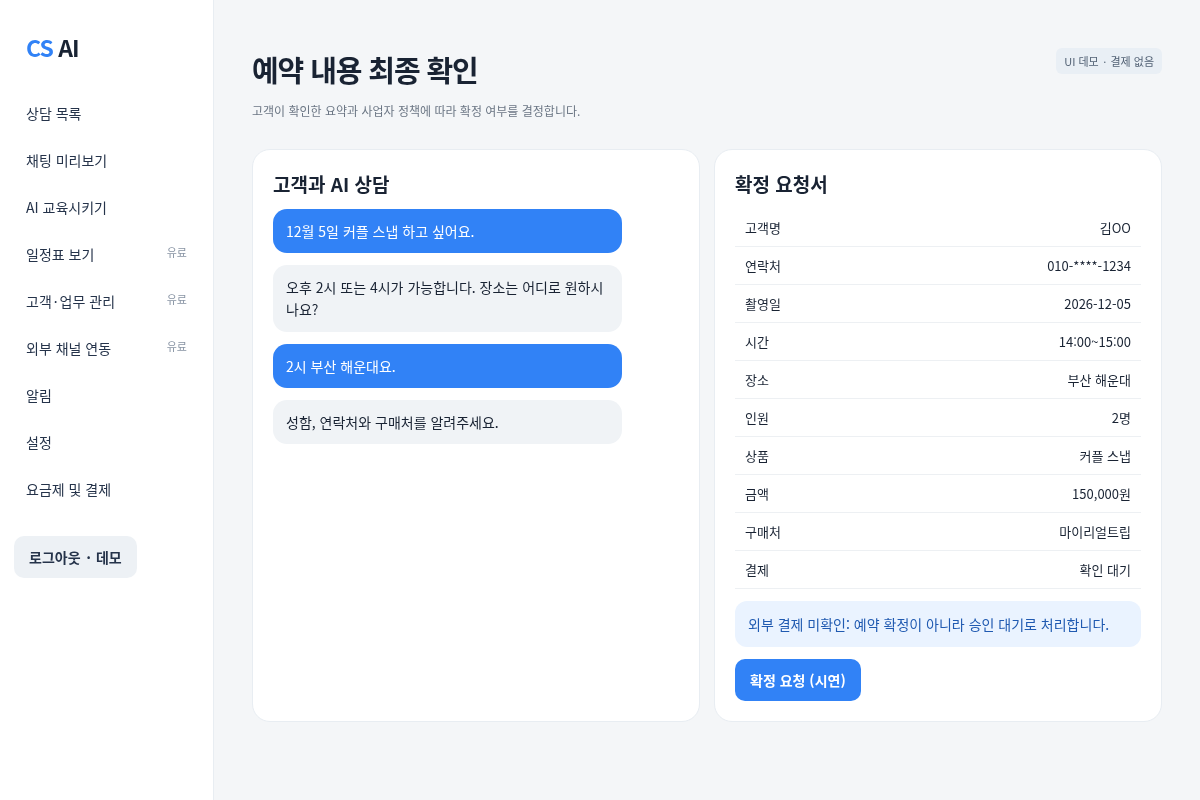 CS AI
상담 목록
채팅 미리보기
AI 교육시키기
일정표 보기 유료
고객·업무 관리 유료
외부 채널 연동 유료
알림
설정
요금제 및 결제
로그아웃 · 데모
예약 내용 최종 확인
UI 데모 · 결제 없음
고객이 확인한 요약과 사업자 정책에 따라 확정 여부를 결정합니다.
고객과 AI 상담
12월 5일 커플 스냅 하고 싶어요.
오후 2시 또는 4시가 가능합니다. 장소는 어디로 원하시
나요?
2시 부산 해운대요.
성함, 연락처와 구매처를 알려주세요.
확정 요청서
고객명 김OO
연락처 010-****-1234
촬영일 2026-12-05
시간 14:00~15:00
장소 부산 해운대
인원 2명
상품 커플 스냅
금액 150,000원
구매처 마이리얼트립
결제 확인 대기
외부 결제 미확인: 예약 확정이 아니라 승인 대기로 처리합니다.
확정 요청 (시연)